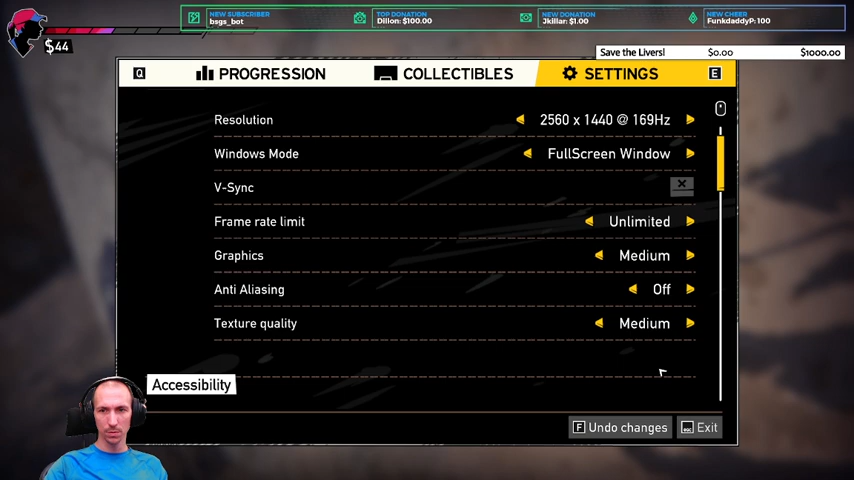 NEW SUBSCRIBER
bsgs_bot
TOP DONATION
Dillon: $100.00
NEW DONATION
Jkillar: $1.00
NEW CHEER
FunkdaddyP: 100
$44
Save the Livers! $0.00 $1000.00
Q PROGRESSION COLLECTIBLES SETTINGS E
Resolution 2560 x 1440 @ 169Hz
Windows Mode FullScreen Window
V-Sync
Frame rate limit Unlimited
Graphics Medium
Anti Aliasing Off
Texture quality Medium
Accessibility
F Undo changes Exit